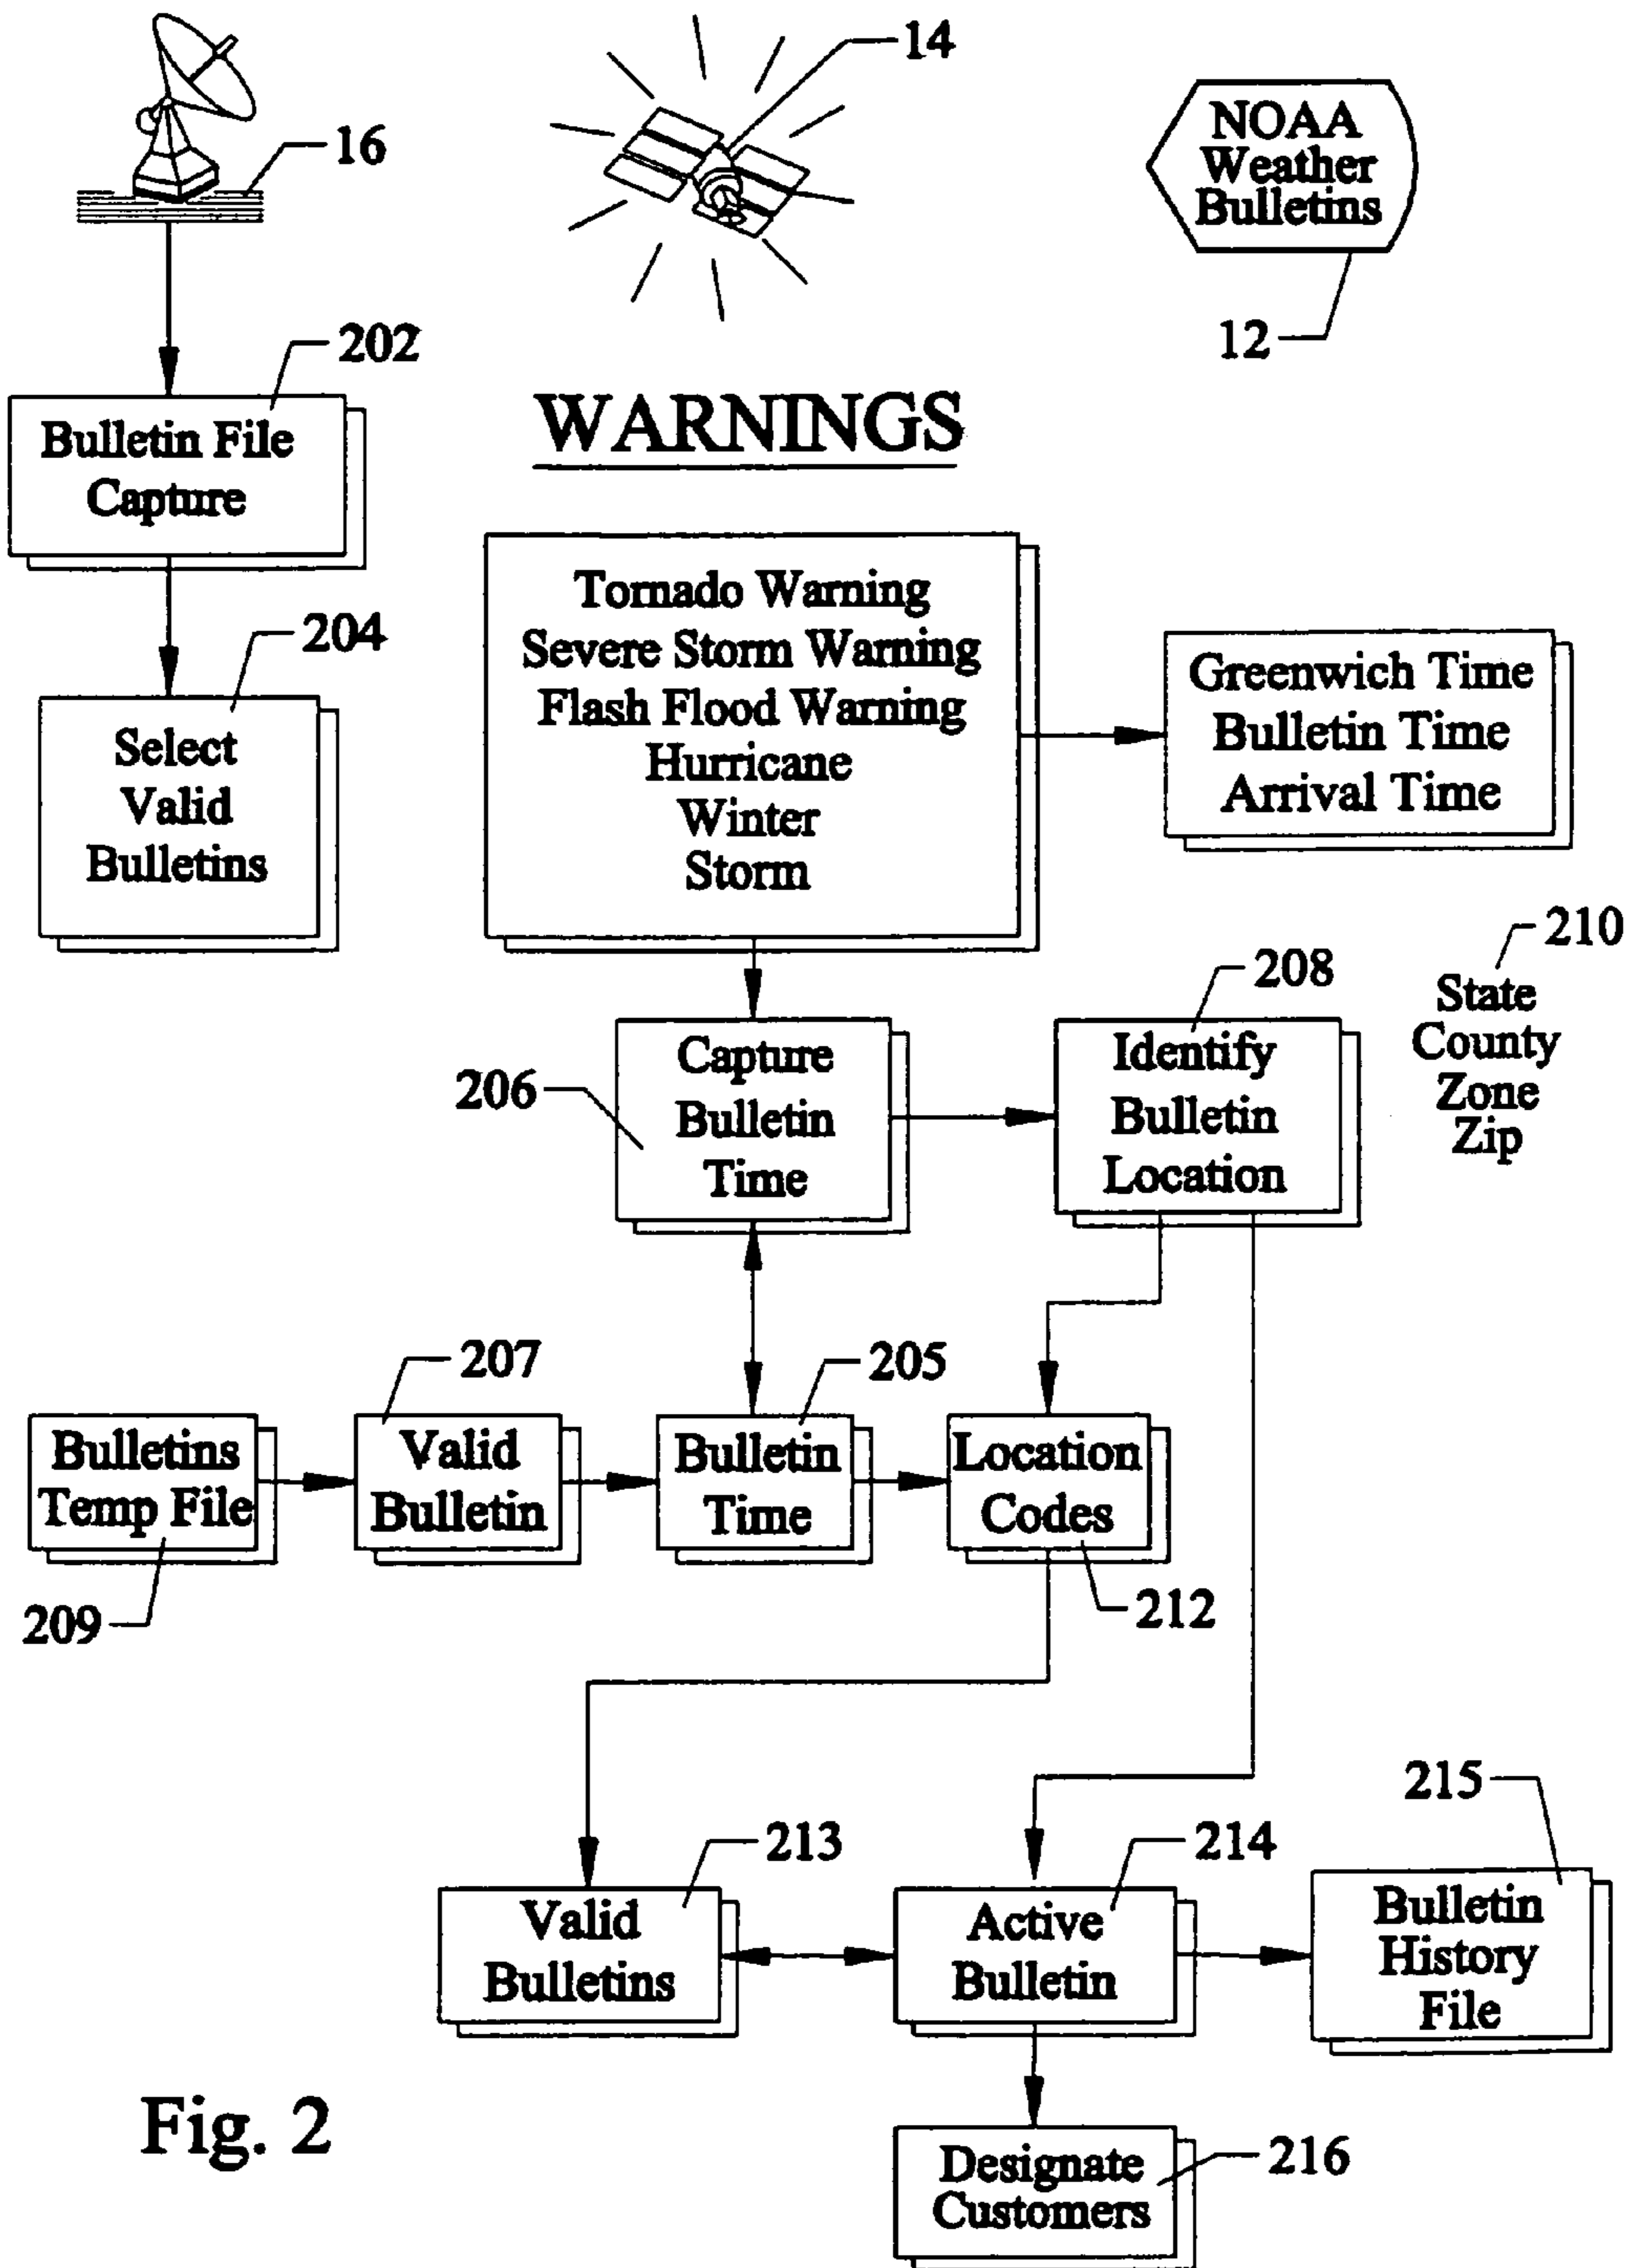 14
NOAA
Weather
Bulletins
16
12
202
Bulletin File
Capture
WARNINGS
204
Select
Valid
Bulletins
Tornado Warning
Severe Storm Warning
Flash Flood Warning
Hurricane
Winter
Storm
Greenwich Time
Bulletin Time
Arrival Time
210
State
County
Zone
Zip
208
Identify
Bulletin
Location
206
Capture
Bulletin
Time
207
205
Bulletins
Temp File
Valid
Bulletin
Bulletin
Time
Location
Codes
209
212
213
214
215
Valid
Bulletins
Active
Bulletin
Bulletin
History
File
216
Designate
Customers
Fig. 2